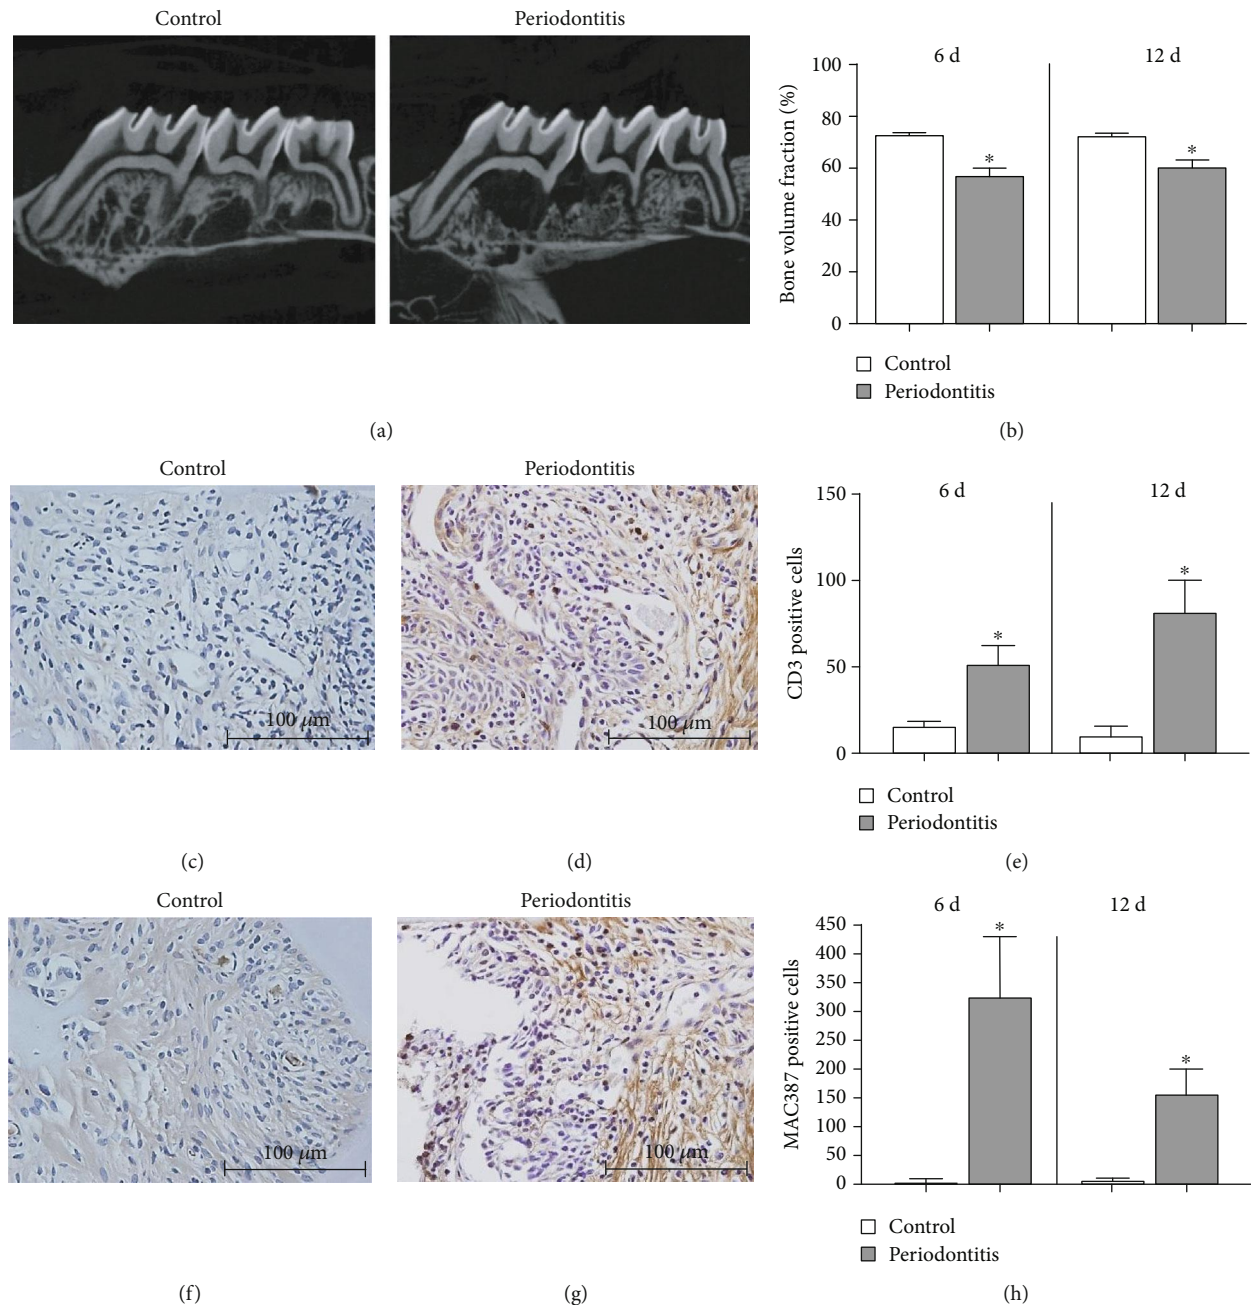 Control
Periodontitis
6 d
12 d
Bone volume fraction (%)
100
80
60
40
20
0
*
*
Control
Periodontitis
(a)
(b)
Control
Periodontitis
100 μm
100 μm
6 d
12 d
CD3 positive cells
150
100
50
0
*
*
Control
Periodontitis
(c)
(d)
(e)
Control
Periodontitis
100 μm
100 μm
6 d
12 d
MAC387 positive cells
450
400
350
300
250
200
150
100
50
0
*
*
Control
Periodontitis
(f)
(g)
(h)